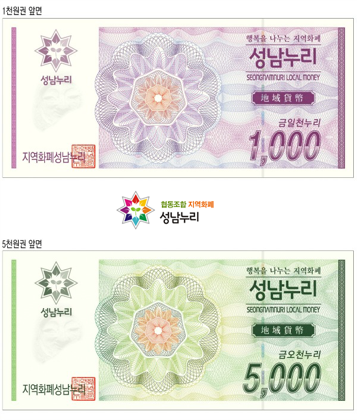 1천원권 앞면
행복을 나누는 지역화폐
성남누리
성남누리
SEONGNAMNURI LOCAL MONEY
地域貨幣
금일천누리
1,000
지역화폐성남누리
협동조합 지역화폐
성남누리
5천원권 앞면
행복을 나누는 지역화폐
성남누리
성남누리
SEONGNAMNURI LOCAL MONEY
地域貨幣
금오천누리
5,000
지역화폐성남누리